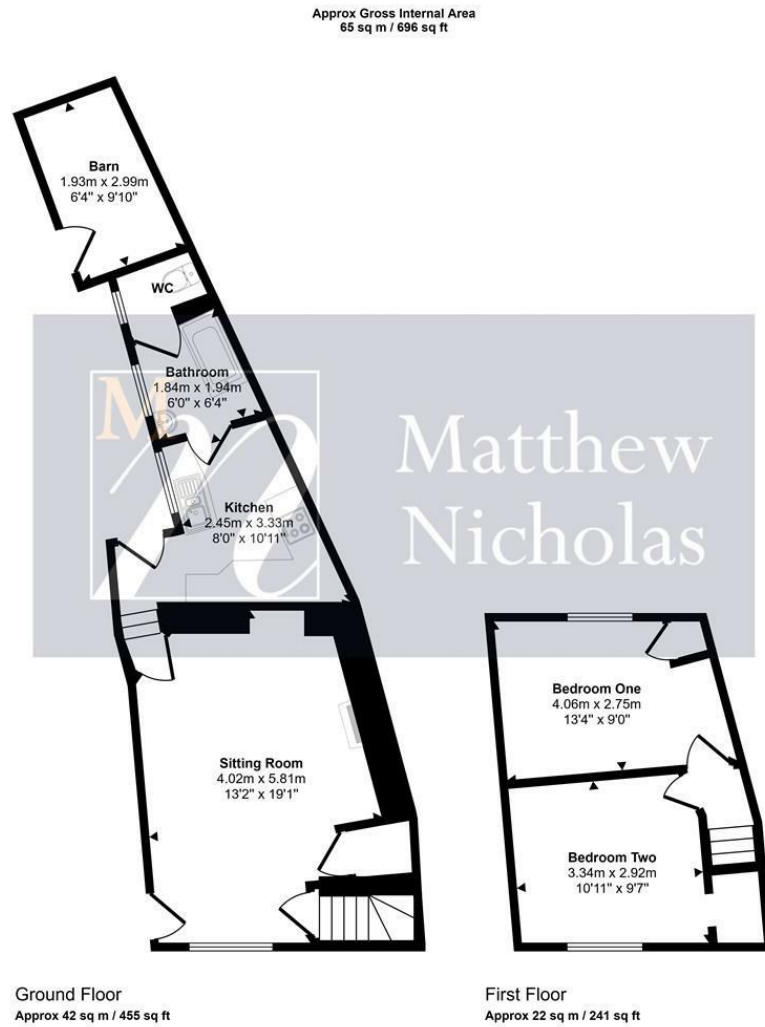 Approx Gross Internal Area
65 sq m / 696 sq ft
Barn
1.93m x 2.99m
6'4" x 9'10"
WC
Bathroom
1.84m x 1.94m
6'0" x 6'4"
Kitchen
2.45m x 3.33m
8'0" x 10'11"
M
n
Matthew
Nicholas
Sitting Room
4.02m x 5.81m
13'2" x 19'1"
Bedroom One
4.06m x 2.75m
13'4" x 9'0"
Bedroom Two
3.34m x 2.92m
10'11" x 9'7"
Ground Floor
Approx 42 sq m / 455 sq ft
First Floor
Approx 22 sq m / 241 sq ft